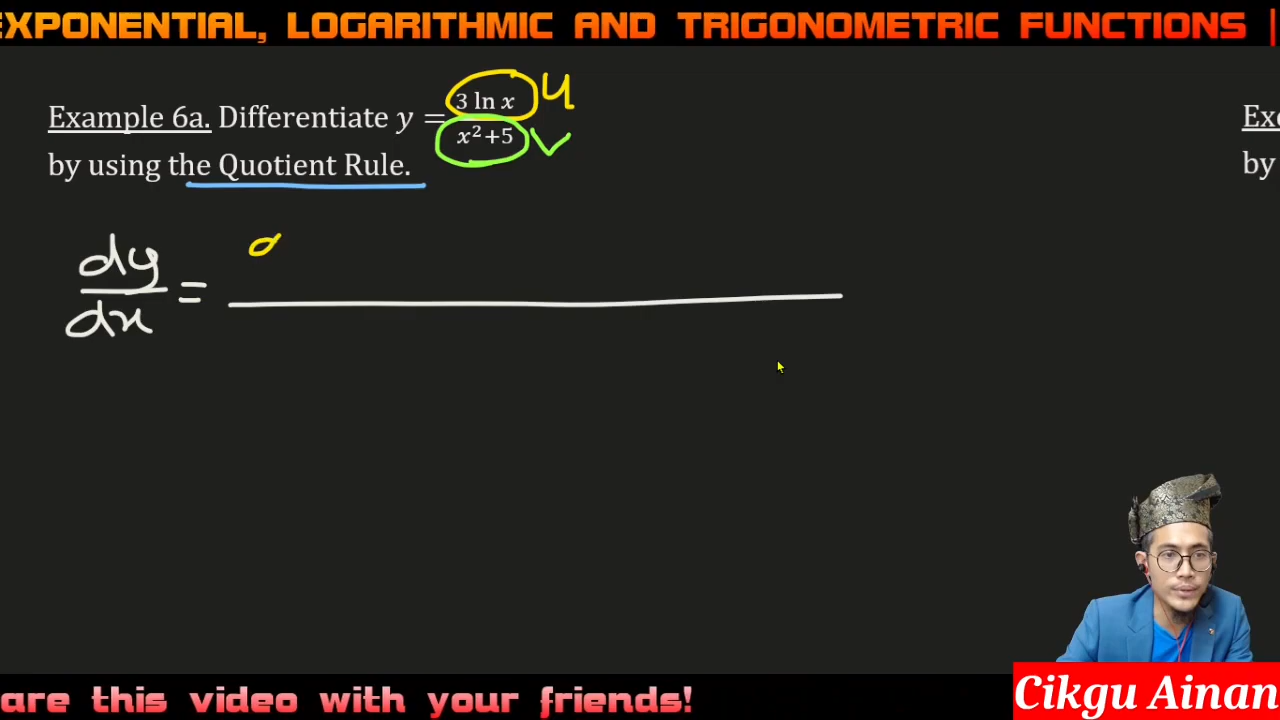 EXPONENTIAL, LOGARITHMIC AND TRIGONOMETRIC FUNCTIONS |
Example 6a. Differentiate y = 3 ln x / x²+5
u
v
by using the Quotient Rule.
by
dy/dx =
are this video with your friends!
Cikgu Ainan